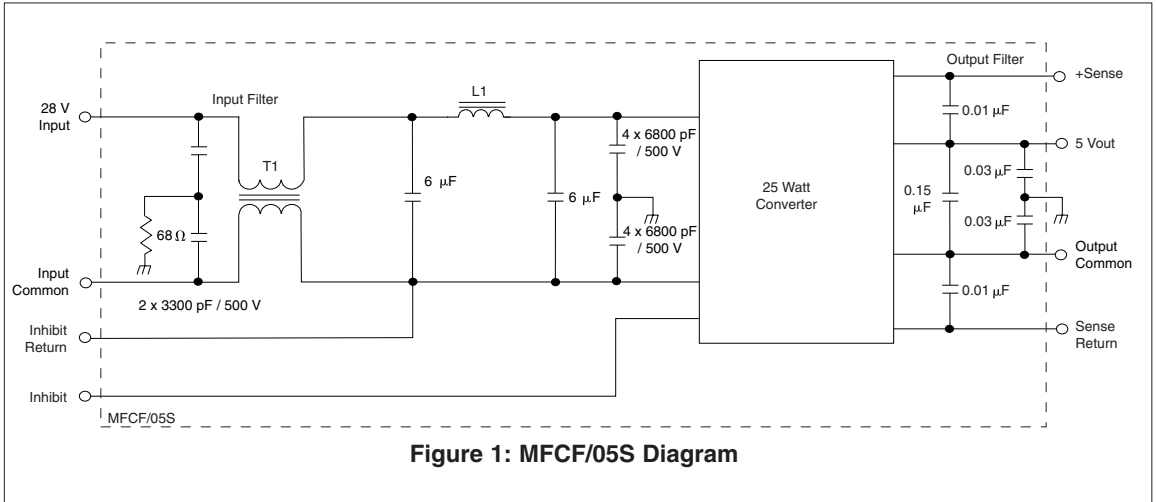 Output Filter
+Sense
L1
28 V
Input
Input Filter
0.01 µF
4 x 6800 pF
/ 500 V
5 Vout
T1
0.03 µF
6 µF
0.15
µF
25 Watt
Converter
6 µF
0.03 µF
68 Ω
4 x 6800 pF
/ 500 V
Output
Common
Input
Common
2 x 3300 pF / 500 V
0.01 µF
Inhibit
Return
Sense
Return
Inhibit
MFCF/05S
Figure 1: MFCF/05S Diagram